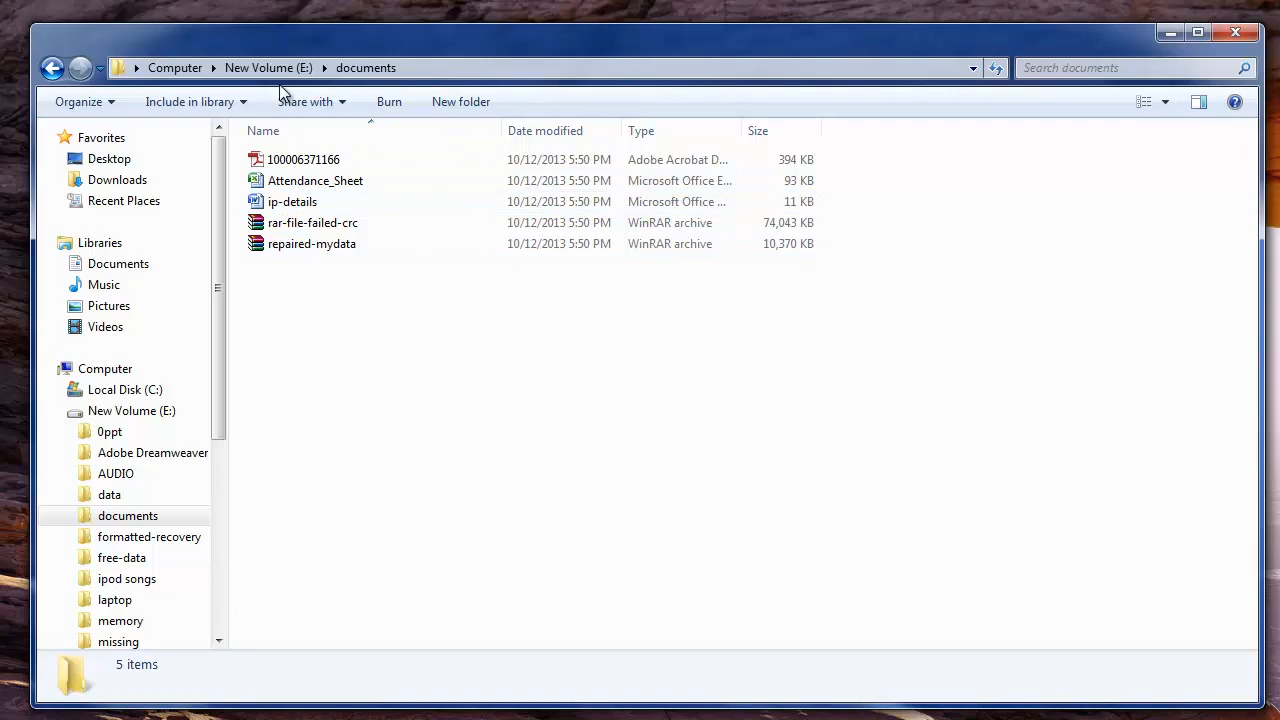 Computer New Volume (E:) documents Search documents
Organize Include in library Share with Burn New folder
Favorites
Desktop
Downloads
Recent Places
Libraries
Documents
Music
Pictures
Videos
Computer
Local Disk (C:)
New Volume (E:)
0ppt
Adobe Dreamweaver
AUDIO
data
documents
formatted-recovery
free-data
ipod songs
laptop
memory
missing
Name Date modified Type Size
100006371166 10/12/2013 5:50 PM Adobe Acrobat D... 394 KB
Attendance_Sheet 10/12/2013 5:50 PM Microsoft Office E... 93 KB
ip-details 10/12/2013 5:50 PM Microsoft Office ... 11 KB
rar-file-failed-crc 10/12/2013 5:50 PM WinRAR archive 74,043 KB
repaired-mydata 10/12/2013 5:50 PM WinRAR archive 10,370 KB
5 items